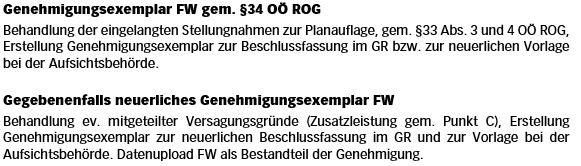 Genehmigungsexemplar FW gem. §34 OÖ ROG
Behandlung der eingelangten Stellungnahmen zur Planauflage, gem. §33 Abs. 3 und 4 OÖ ROG,
Erstellung Genehmigungsexemplar zur Beschlussfassung im GR bzw. zur neuerlichen Vorlage
bei der Aufsichtsbehörde.
Gegebenenfalls neuerliches Genehmigungsexemplar FW
Behandlung ev. mitgeteilter Versagungsgründe (Zusatzleistung gem. Punkt C), Erstellung
Genehmigungsexemplar zur neuerlichen Beschlussfassung im GR und zur Vorlage bei der
Aufsichtsbehörde. Datenupload FW als Bestandteil der Genehmigung.